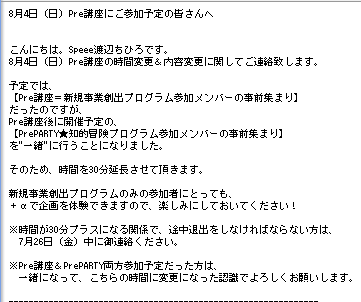 8月4日（日）Pre講座にご参加予定の皆さんへ
こんにちは。Speee渡辺ちひろです。
8月4日（日）Pre講座の時間変更＆内容変更に関してご連絡致します。
予定では、
【Pre講座＝新規事業創出プログラム参加メンバーの事前集まり】
だったのですが、
Pre講座後に開催予定の、
【PrePARTY★知的冒険プログラム参加メンバーの事前集まり】
を"一緒"に行うことになりました。
そのため、時間を30分延長させて頂きます。
新規事業創出プログラムのみの参加者にとっても、
＋αで企画を体験できますので、楽しみにしておいてください！
※時間が30分プラスになる関係で、途中退出をしなければならない方は、
7月26日（金）中に御連絡ください。
※Pre講座＆PrePARTY両方参加予定だった方は、
一緒になって、こちらの時間に変更になった認識でよろしくお願いします。